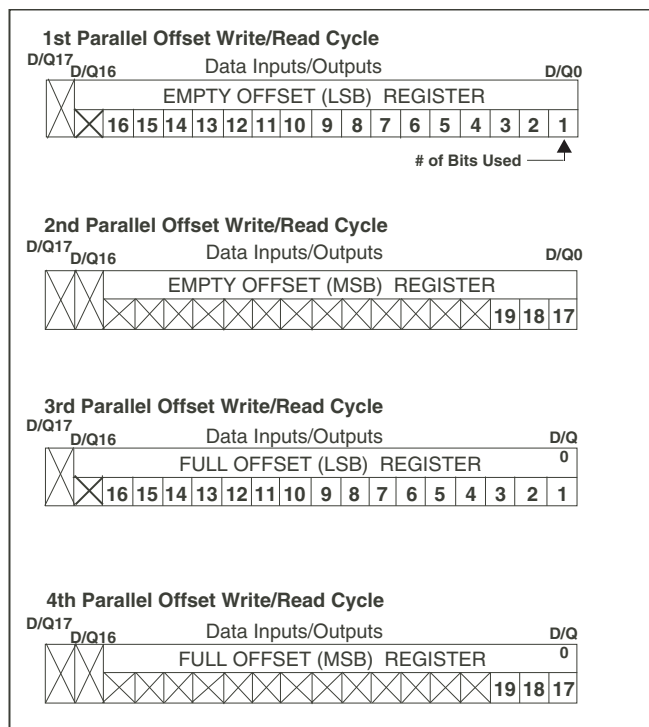 1st Parallel Offset Write/Read Cycle
D/Q17 D/Q16 Data Inputs/Outputs D/Q0
EMPTY OFFSET (LSB) REGISTER
16 15 14 13 12 11 10 9 8 7 6 5 4 3 2 1
# of Bits Used
2nd Parallel Offset Write/Read Cycle
D/Q17 D/Q16 Data Inputs/Outputs D/Q0
EMPTY OFFSET (MSB) REGISTER
19 18 17
3rd Parallel Offset Write/Read Cycle
D/Q17 D/Q16 Data Inputs/Outputs D/Q
0
FULL OFFSET (LSB) REGISTER
16 15 14 13 12 11 10 9 8 7 6 5 4 3 2 1
4th Parallel Offset Write/Read Cycle
D/Q17 D/Q16 Data Inputs/Outputs D/Q
0
FULL OFFSET (MSB) REGISTER
19 18 17